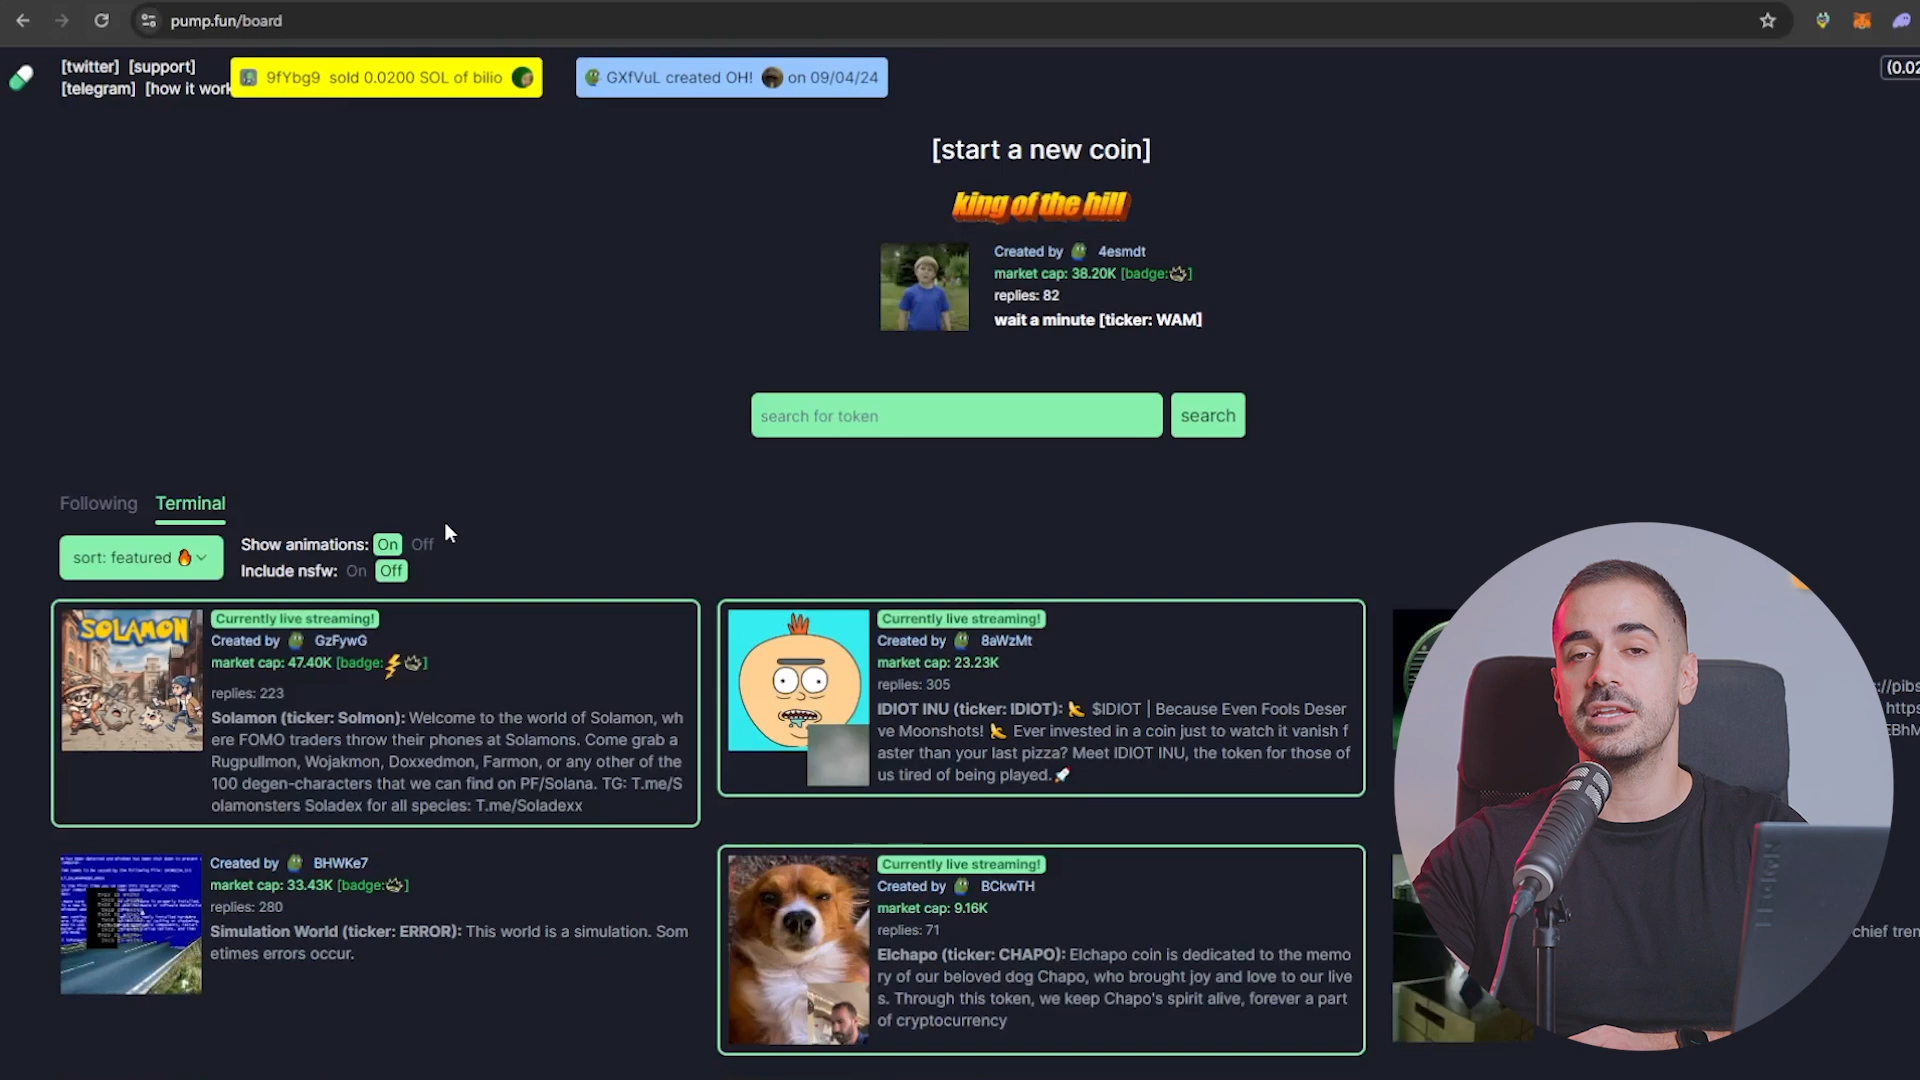 pump.fun/board
[twitter] [support]
[telegram] [how it work
9fYbg9 sold 0.0200 SOL of bilio
GXfVuL created OH! on 09/04/24
(0.02
[start a new coin]
king of the hill
Created by 4esmdt
market cap: 38.20K [badge: ]
replies: 82
wait a minute [ticker: WAM]
search for token
search
Following Terminal
sort: featured
Show animations: On Off
Include nsfw: On Off
SOLAMON
Currently live streaming!
Created by GzFywG
market cap: 47.40K [badge: ]
replies: 223
Solamon (ticker: Solmon): Welcome to the world of Solamon, wh
ere FOMO traders throw their phones at Solamons. Come grab a
Rugpullmon, Wojakmon, Doxxedmon, Farmon, or any other of the
100 degen-characters that we can find on PF/Solana. TG: T.me/S
olamonsters Soladex for all species: T.me/Soladexx
Currently live streaming!
Created by 8aWzMt
market cap: 23.23K
replies: 305
IDIOT INU (ticker: IDIOT): $IDIOT | Because Even Fools Deser
ve Moonshots! Ever invested in a coin just to watch it vanish f
aster than your last pizza? Meet IDIOT INU, the token for those of
us tired of being played.
://pibs
https
EBhM
Created by BHWKe7
market cap: 33.43K [badge: ]
replies: 280
Simulation World (ticker: ERROR): This world is a simulation. Som
etimes errors occur.
Currently live streaming!
Created by BCkwTH
market cap: 9.16K
replies: 71
Elchapo (ticker: CHAPO): Elchapo coin is dedicated to the memo
ry of our beloved dog Chapo, who brought joy and love to our live
s. Through this token, we keep Chapo's spirit alive, forever a part
of cryptocurrency
chief tren